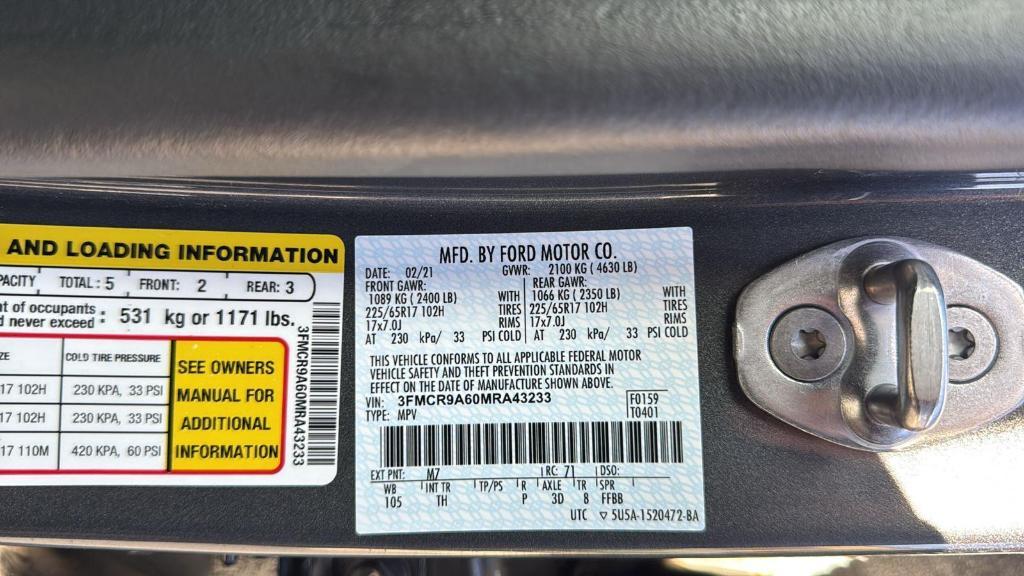 AND LOADING INFORMATION
PACITY TOTAL: 5 FRONT: 2 REAR: 3
nt of occupants
d never exceed : 531 kg or 1171 lbs.
ZE COLD TIRE PRESSURE
17 102H 230 KPA, 33 PSI
17 102H 230 KPA, 33 PSI
17 110M 420 KPA, 60 PSI
SEE OWNERS
MANUAL FOR
ADDITIONAL
INFORMATION
3FMCR9A60MRA43233
MFD. BY FORD MOTOR CO.
DATE: 02/21 GVWR: 2100 KG ( 4630 LB)
FRONT GAWR: REAR GAWR:
1089 KG ( 2400 LB) WITH 1066 KG ( 2350 LB) WITH
225/65R17 102H TIRES 225/65R17 102H TIRES
17x7.0J RIMS 17x7.0J RIMS
AT 230 kPa/ 33 PSI COLD AT 230 kPa/ 33 PSI COLD
THIS VEHICLE CONFORMS TO ALL APPLICABLE FEDERAL MOTOR
VEHICLE SAFETY AND THEFT PREVENTION STANDARDS IN
EFFECT ON THE DATE OF MANUFACTURE SHOWN ABOVE.
VIN: 3FMCR9A60MRA43233 F0159
TYPE: MPV T0401
EXT PNT: M7 RC: 71 DSO:
WB INT TR TP/PS R AXLE TR SPR
105 TH P 3D 8 FFBB
UTC ▽ 5U5A-1520472-BA